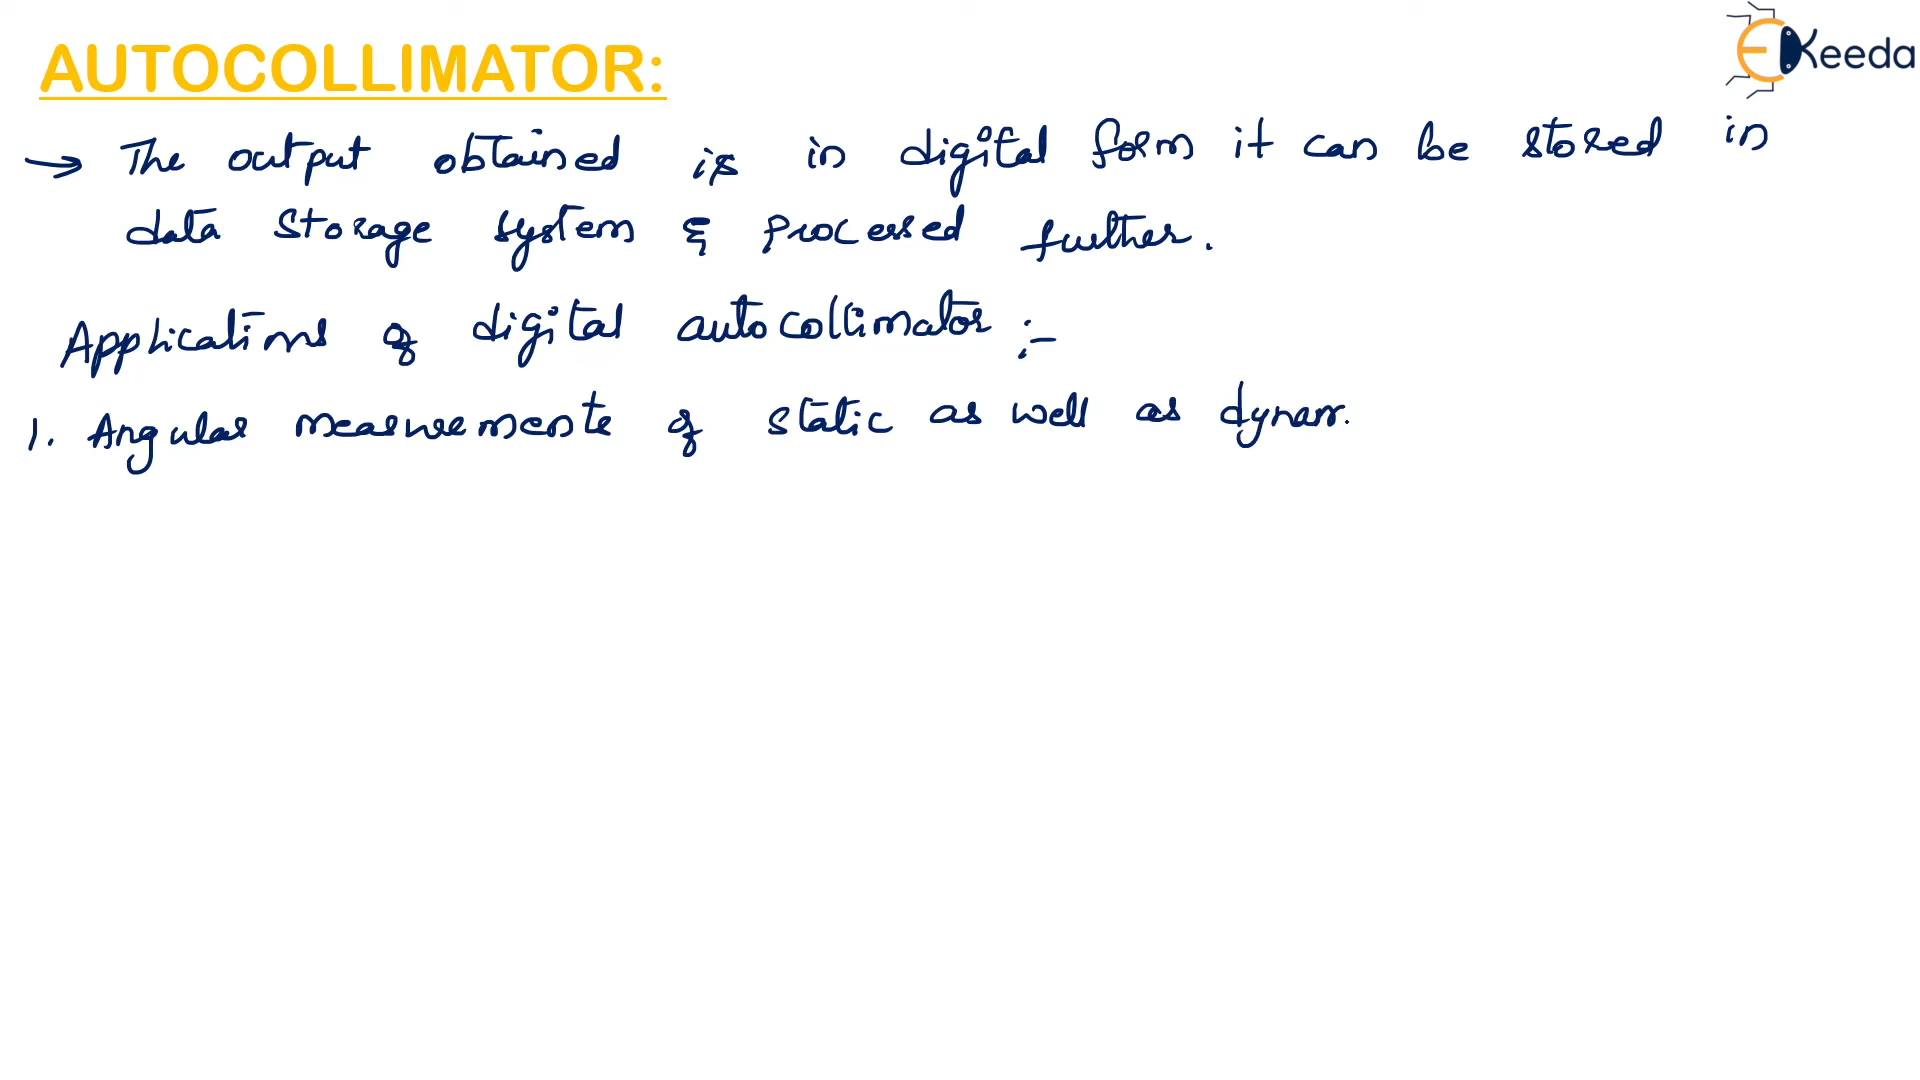 AUTOCOLLIMATOR:
EKeeda
→ The output obtained is in digital form it can be stored in
data storage system & processed further.
Applications of digital autocollimator :-
1. Angular measurements of static as well as dynam